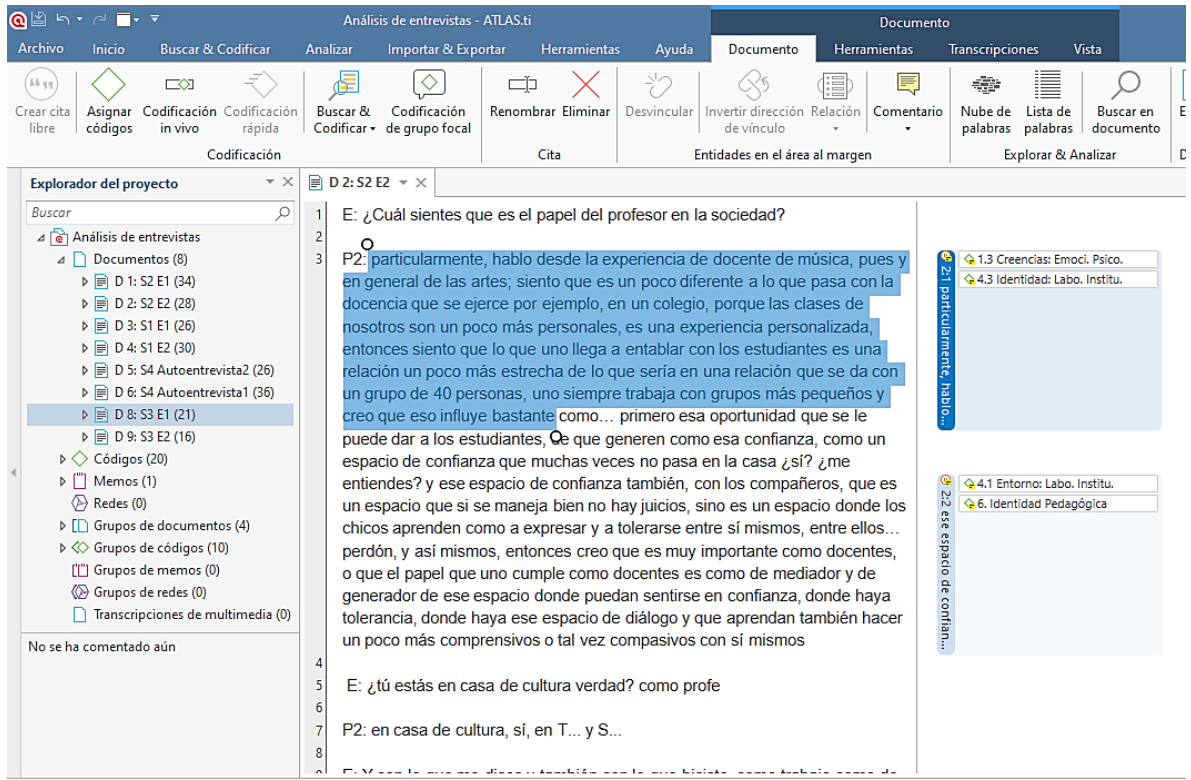 Análisis de entrevistas - ATLAS.ti
Documento
Archivo Inicio Buscar & Codificar Analizar Importar & Exportar Herramientas Ayuda Documento Herramientas Transcripciones Vista
Crear cita libre
Asignar códigos
Codificación in vivo
Codificación rápida
Buscar & Codificar
Codificación de grupo focal
Renombrar
Eliminar
Desvincular
Invertir dirección de vínculo
Relación
Comentario
Nube de palabras
Lista de palabras
Buscar en documento
Codificación
Cita
Entidades en el área al margen
Explorar & Analizar
Explorador del proyecto
Buscar
Análisis de entrevistas
Documentos (8)
D 1: S2 E1 (34)
D 2: S2 E2 (28)
D 3: S1 E1 (26)
D 4: S1 E2 (30)
D 5: S4 Autoentrevista2 (26)
D 6: S4 Autoentrevista1 (36)
D 8: S3 E1 (21)
D 9: S3 E2 (16)
Códigos (20)
Memos (1)
Redes (0)
Grupos de documentos (4)
Grupos de códigos (10)
Grupos de memos (0)
Grupos de redes (0)
Transcripciones de multimedia (0)
No se ha comentado aún
D 2: S2 E2
1 E: ¿Cuál sientes que es el papel del profesor en la sociedad?
2
3 P2: particularmente, hablo desde la experiencia de docente de música, pues y
en general de las artes; siento que es un poco diferente a lo que pasa con la
docencia que se ejerce por ejemplo, en un colegio, porque las clases de
nosotros son un poco más personales, es una experiencia personalizada,
entonces siento que lo que uno llega a entablar con los estudiantes es una
relación un poco más estrecha de lo que sería en una relación que se da con
un grupo de 40 personas, uno siempre trabaja con grupos más pequeños y
creo que eso influye bastante como… primero esa oportunidad que se le
puede dar a los estudiantes, de que generen como esa confianza, como un
espacio de confianza que muchas veces no pasa en la casa ¿sí? ¿me
entiendes? y ese espacio de confianza también, con los compañeros, que es
un espacio que si se maneja bien no hay juicios, sino es un espacio donde los
chicos aprenden como a expresar y a tolerarse entre sí mismos, entre ellos…
perdón, y así mismos, entonces creo que es muy importante como docentes,
o que el papel que uno cumple como docentes es como de mediador y de
generador de ese espacio donde puedan sentirse en confianza, donde haya
tolerancia, donde haya ese espacio de diálogo y que aprendan también hacer
un poco más comprensivos o tal vez compasivos con sí mismos
4
5 E: ¿tú estás en casa de cultura verdad? como profe
6
7 P2: en casa de cultura, sí, en T... y S...
8
2:1 particularmente, hablo...
1.3 Creencias: Emoci. Psico.
4.3 Identidad: Labo. Institu.
2:2 ese espacio de confian...
4.1 Entorno: Labo. Institu.
6. Identidad Pedagógica